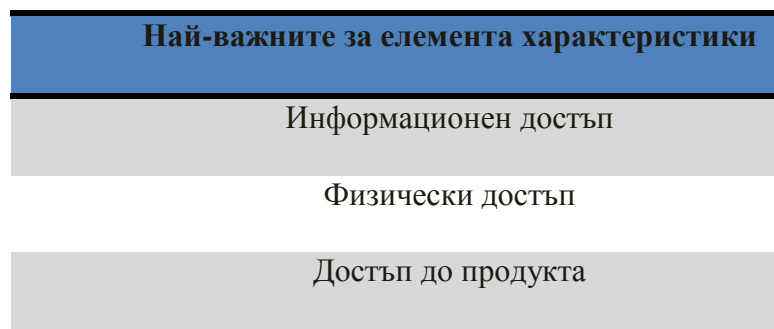 Най-важните за елемента характеристики
Информационен достъп
Физически достъп
Достъп до продукта